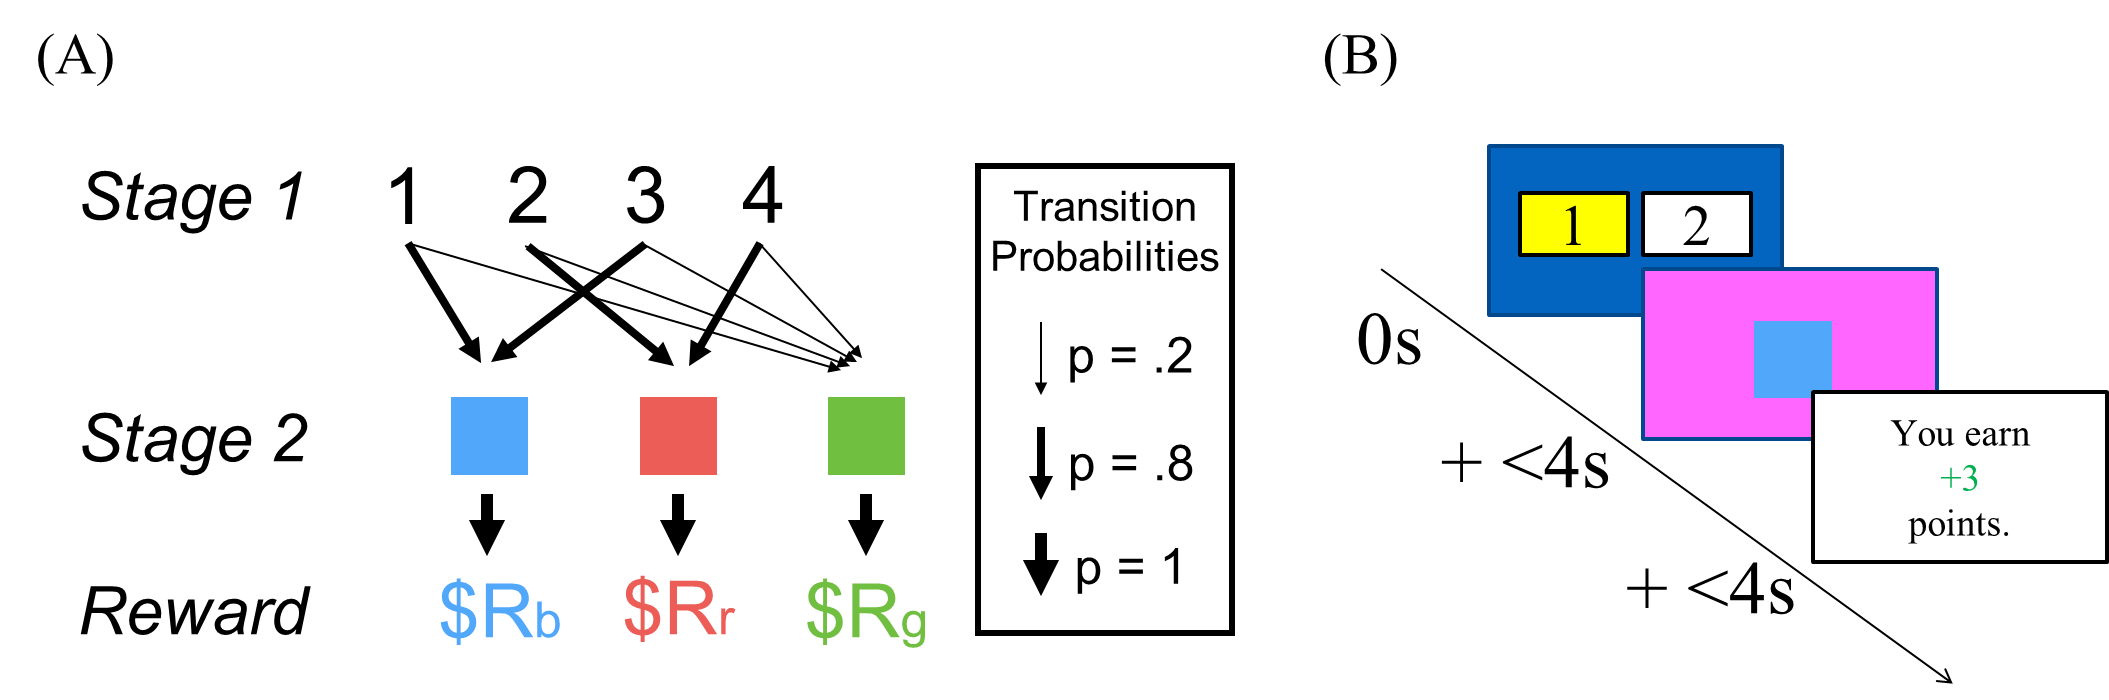 (A)
Stage 1
1 2 3 4
Stage 2
Reward
$Rb $Rr $Rg
Transition
Probabilities
p = .2
p = .8
p = 1
(B)
1 2
You earn
+3
points.
0s
+ <4s
+ <4s